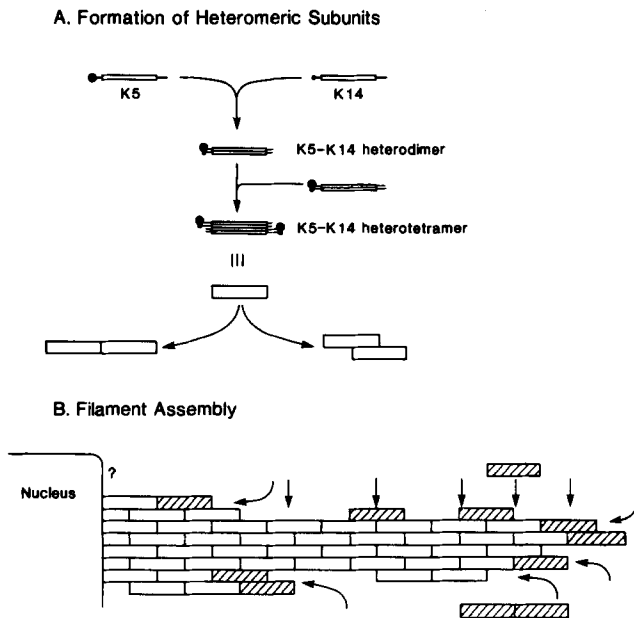 A. Formation of Heteromeric Subunits
K5
K14
K5-K14 heterodimer
K5-K14 heterotetramer
B. Filament Assembly
?
Nucleus